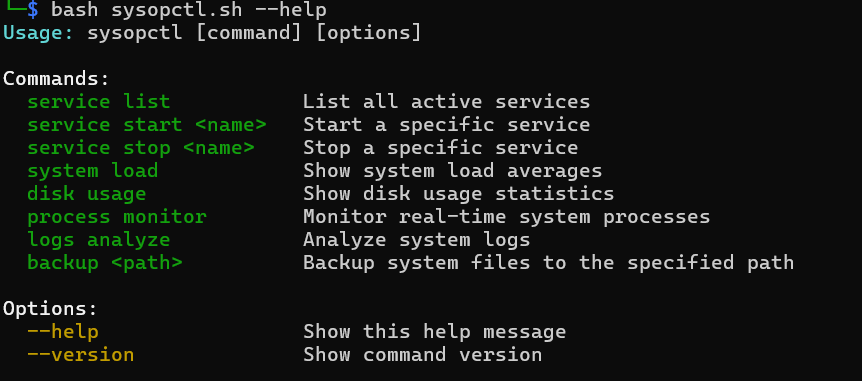 └─$ bash sysopctl.sh --help
Usage: sysopctl [command] [options]
Commands:
service list List all active services
service start <name> Start a specific service
service stop <name> Stop a specific service
system load Show system load averages
disk usage Show disk usage statistics
process monitor Monitor real-time system processes
logs analyze Analyze system logs
backup <path> Backup system files to the specified path
Options:
--help Show this help message
--version Show command version